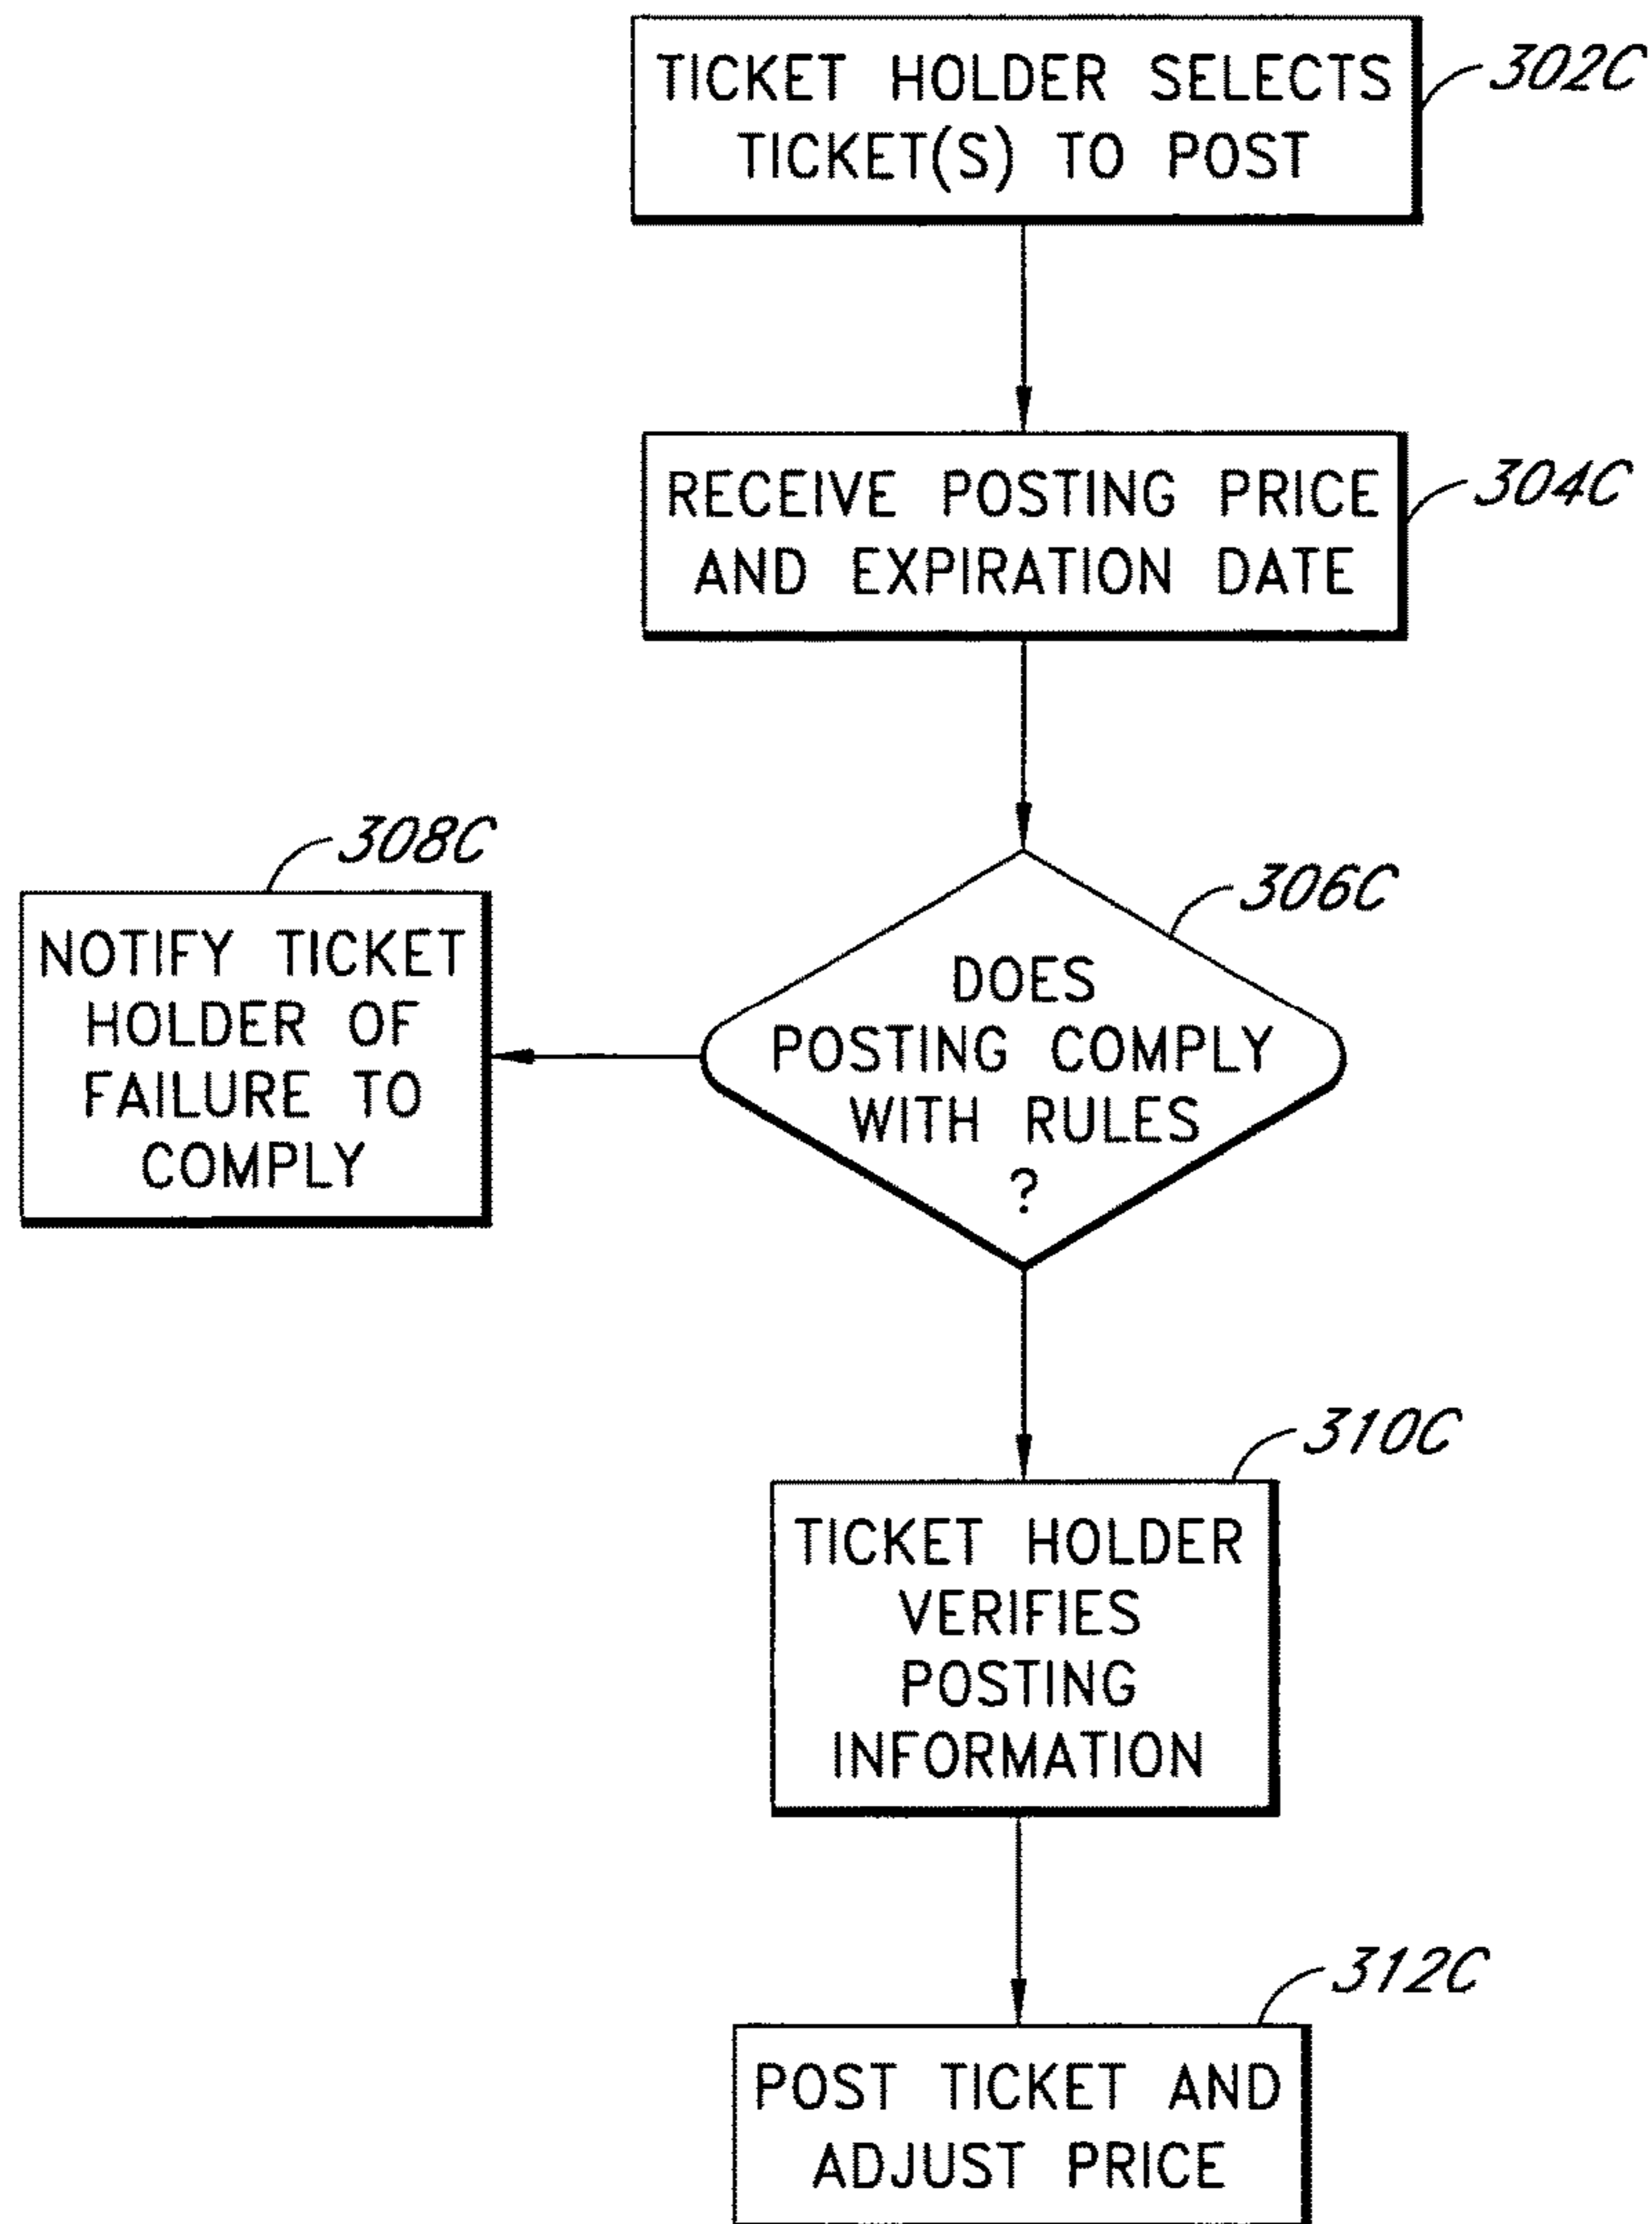 TICKET HOLDER SELECTS
TICKET(S) TO POST
302C
RECEIVE POSTING PRICE
AND EXPIRATION DATE
304C
DOES
POSTING COMPLY
WITH RULES
?
306C
308C
NOTIFY TICKET
HOLDER OF
FAILURE TO
COMPLY
310C
TICKET HOLDER
VERIFIES
POSTING
INFORMATION
312C
POST TICKET AND
ADJUST PRICE